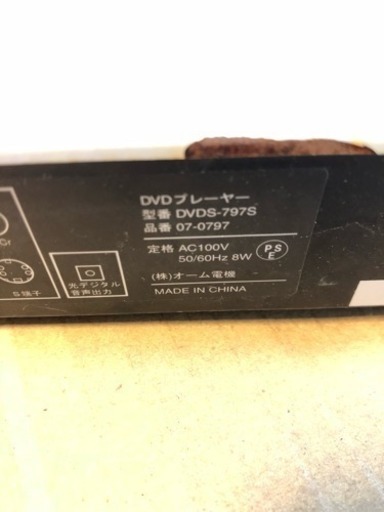 DVDプレーヤー
型番 DVDS-797S
品番 07-0797
定格 AC100V
50/60Hz 8W
PS
E
(株)オーム電機
MADE IN CHINA
Cr
S端子
光デジタル
音声出力